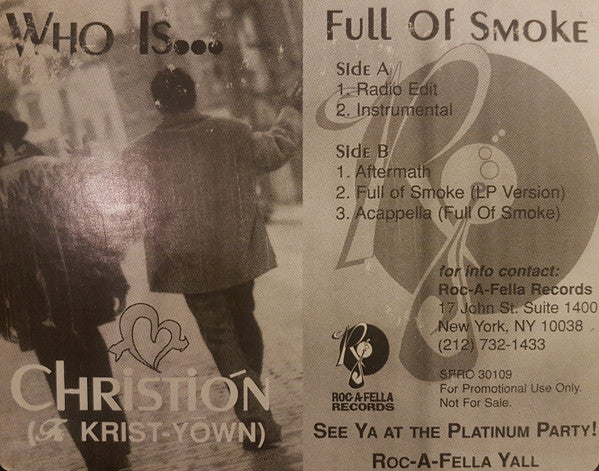 WHO IS...
CHRISTIÓN
( KRIST-YOWN)
FULL OF SMOKE
SIDE A
1. Radio Edit
2. Instrumental
SIDE B
1. Aftermath
2. Full of Smoke (LP Version)
3. Acappella (Full Of Smoke)
for info contact:
Roc-A-Fella Records
17 John St. Suite 1400
New York, NY 10038
(212) 732-1433
R
ROC-A-FELLA
RECORDS
30109
For Promotional Use Only.
Not For Sale.
SEE YA AT THE PLATINUM PARTY!
ROC-A-FELLA YALL